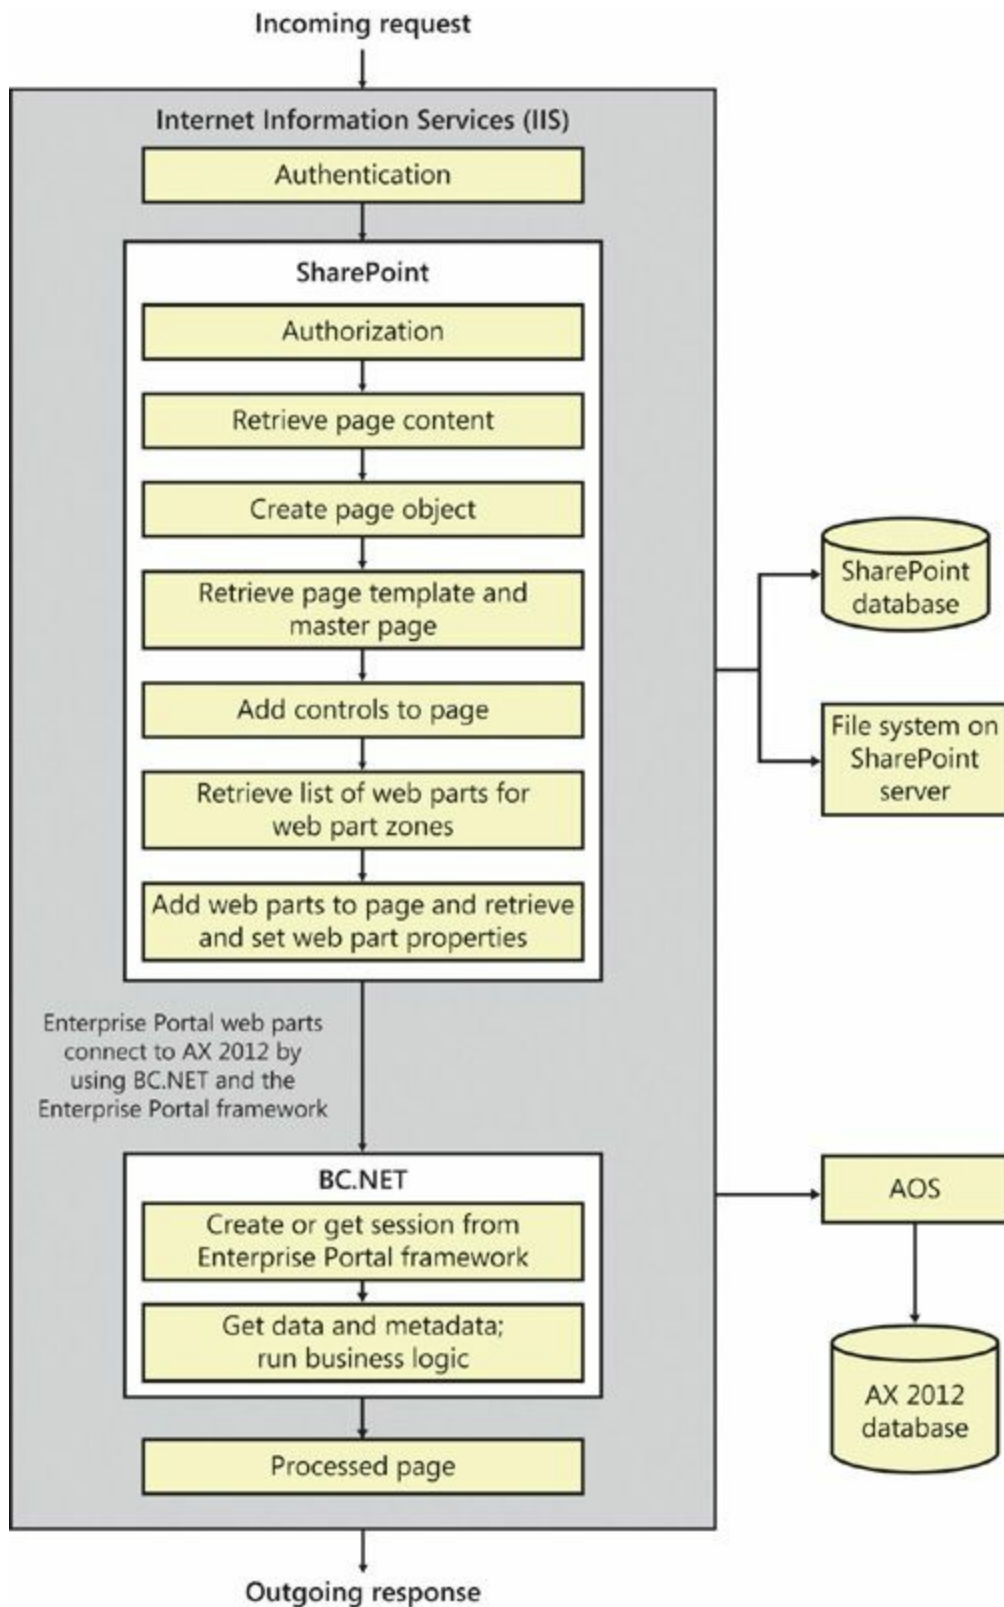 Incoming request
Internet Information Services (IIS)
Authentication
SharePoint
Authorization
Retrieve page content
Create page object
Retrieve page template and
master page
Add controls to page
Retrieve list of web parts for
web part zones
Add web parts to page and retrieve
and set web part properties
SharePoint
database
File system on
SharePoint
server
Enterprise Portal web parts
connect to AX 2012 by
using BC.NET and the
Enterprise Portal framework
BC.NET
Create or get session from
Enterprise Portal framework
Get data and metadata;
run business logic
AOS
AX 2012
database
Processed page
Outgoing response